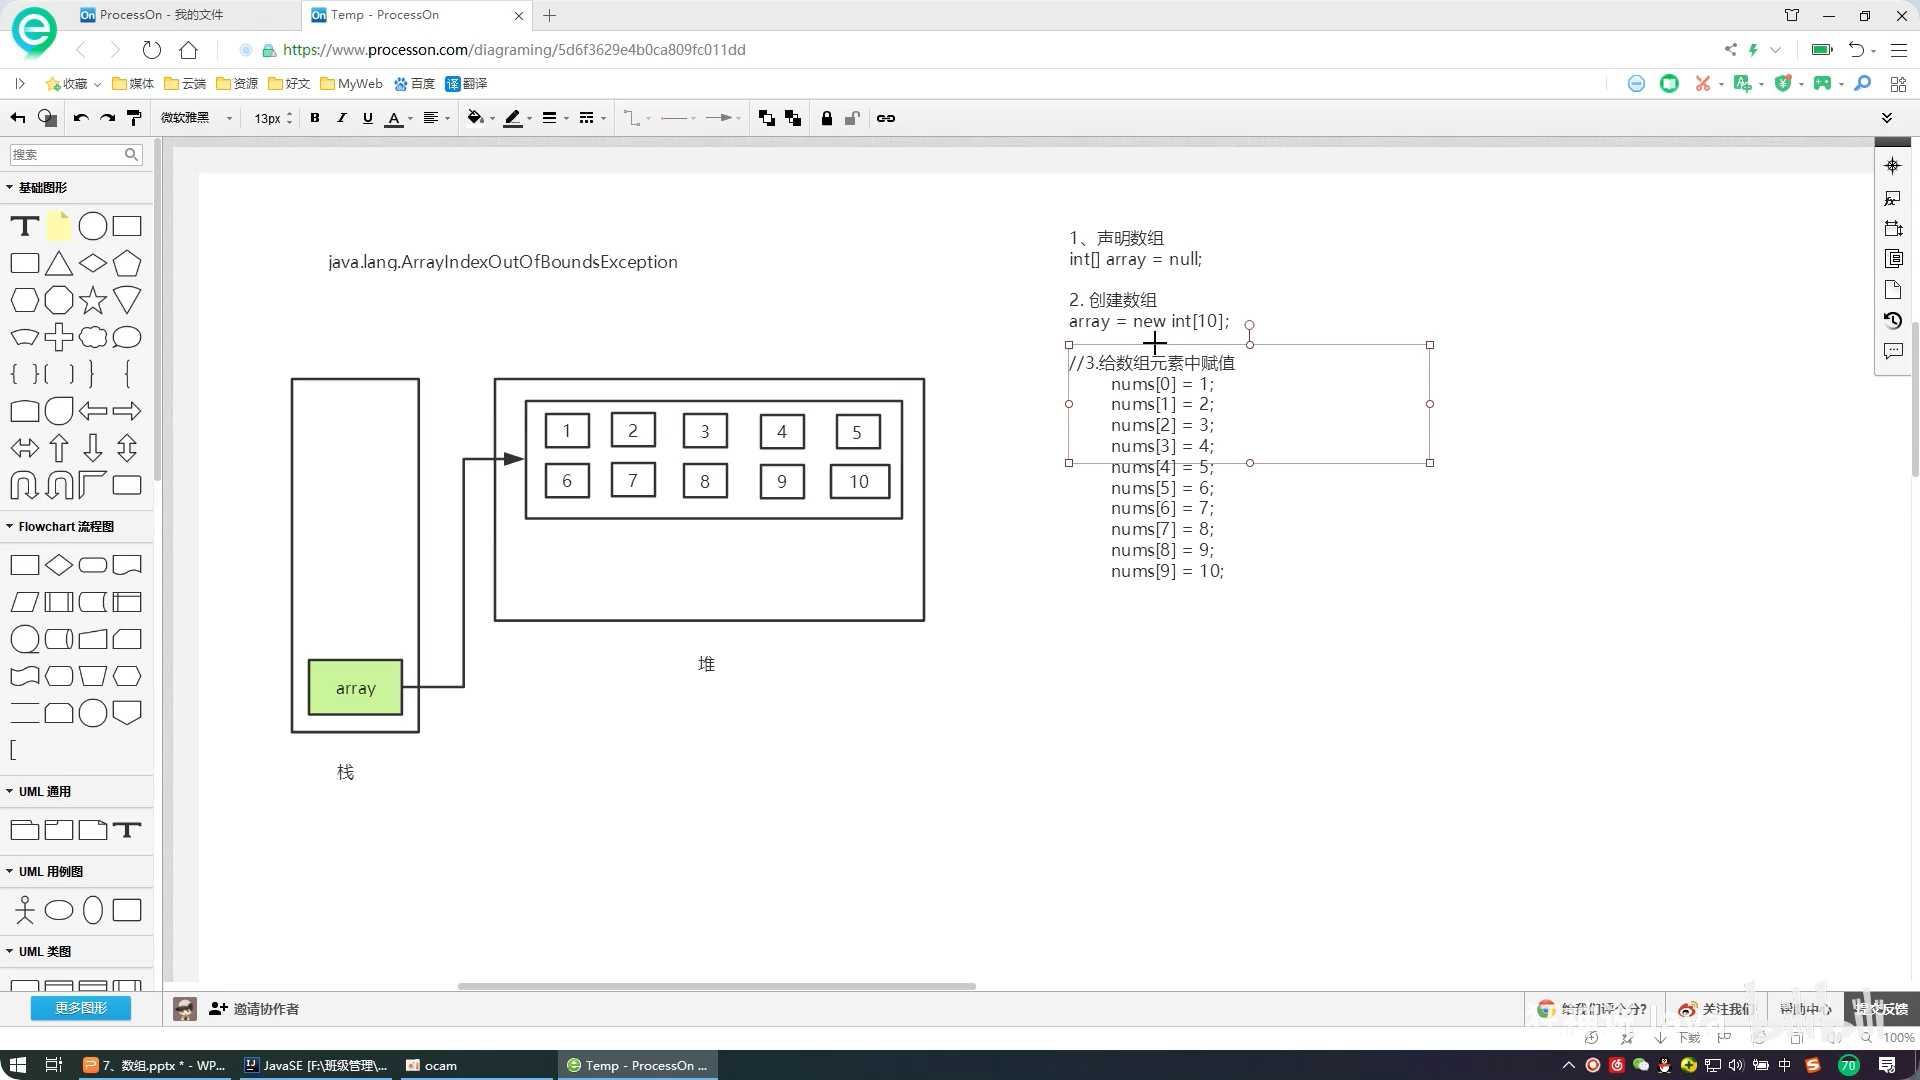 ProcessOn - 我的文件
Temp - ProcessOn
https://www.processon.com/diagraming/5d6f3629e4b0ca809fc011dd
收藏
媒体
云端
资源
好文
MyWeb
百度
译 翻译
微软雅黑
13px
B I U A
搜索
基础图形
Flowchart 流程图
UML 通用
UML 用例图
UML 类图
更多图形
java.lang.ArrayIndexOutOfBoundsException
1 2 3 4 5
6 7 8 9 10
堆
array
栈
1、声明数组
int[] array = null;
2. 创建数组
array = new int[10];
//3.给数组元素中赋值
nums[0] = 1;
nums[1] = 2;
nums[2] = 3;
nums[3] = 4;
nums[4] = 5;
nums[5] = 6;
nums[6] = 7;
nums[7] = 8;
nums[8] = 9;
nums[9] = 10;
邀请协作者
给我们评个分?
关注我们
帮助中心
提交反馈
下载
100%
7、数组.pptx * - WP...
JavaSE [F:\班级管理\...
ocam
Temp - ProcessOn ...
中
70